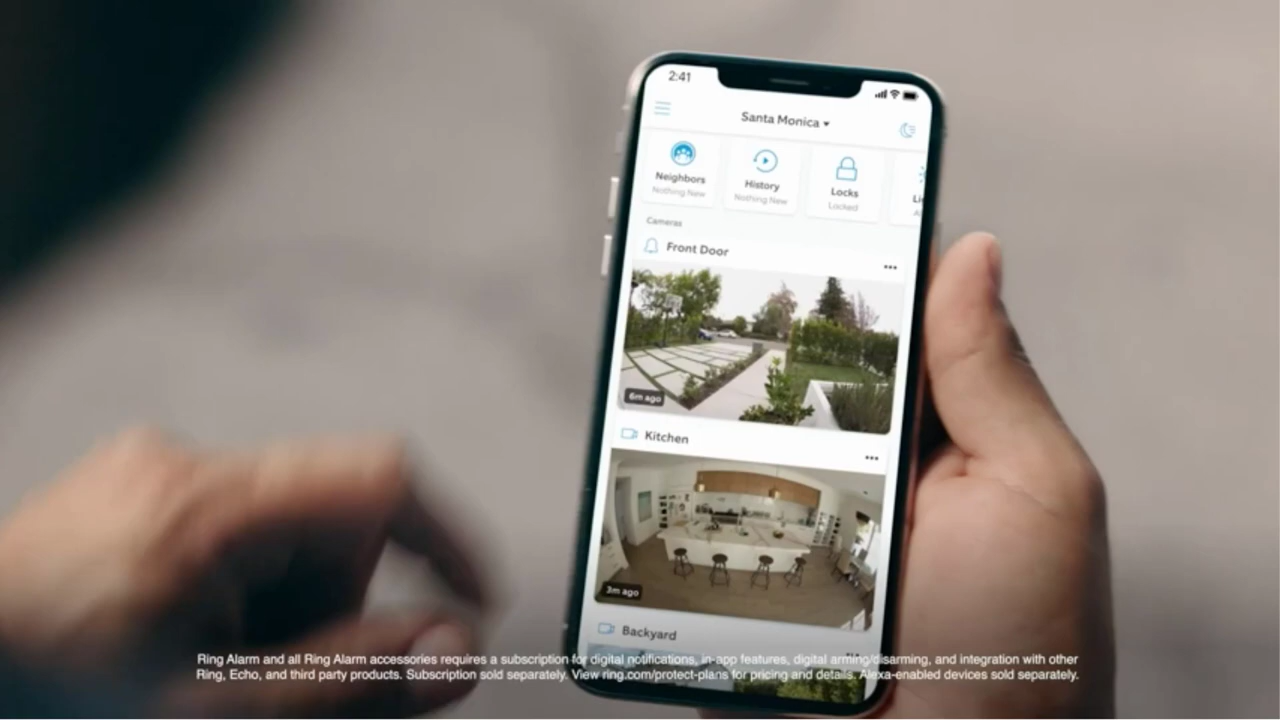 2:41
Santa Monica
Neighbors
Nothing New
History
Nothing New
Locks
Locked
Cameras
Front Door
6m ago
Kitchen
3m ago
Backyard
Ring Alarm and all Ring Alarm accessories requires a subscription for digital notifications, in-app features, digital arming/disarming, and integration with other
Ring, Echo, and third party products. Subscription sold separately. View ring.com/protect-plans for pricing and details. Alexa-enabled devices sold separately.